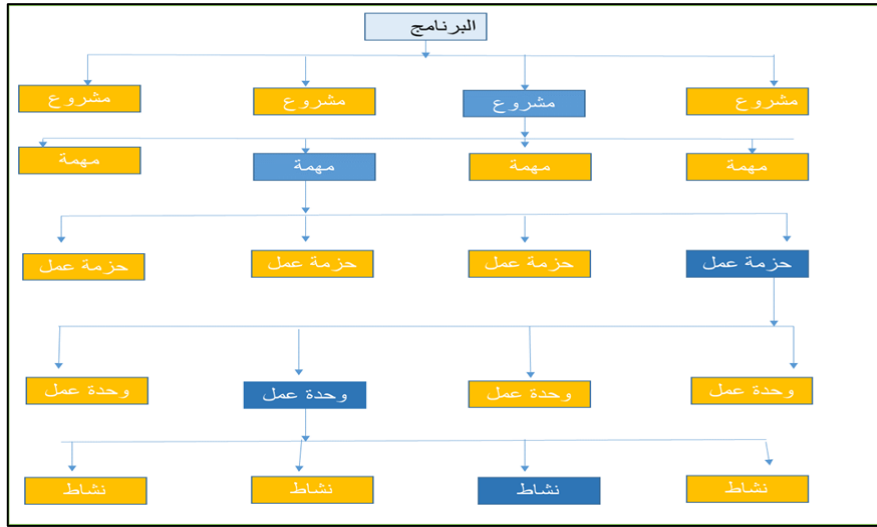 البرنامج
مشروع
مشروع
مشروع
مشروع
مهمة
مهمة
مهمة
مهمة
حزمة عمل
حزمة عمل
حزمة عمل
حزمة عمل
وحدة عمل
وحدة عمل
وحدة عمل
وحدة عمل
نشاط
نشاط
نشاط
نشاط